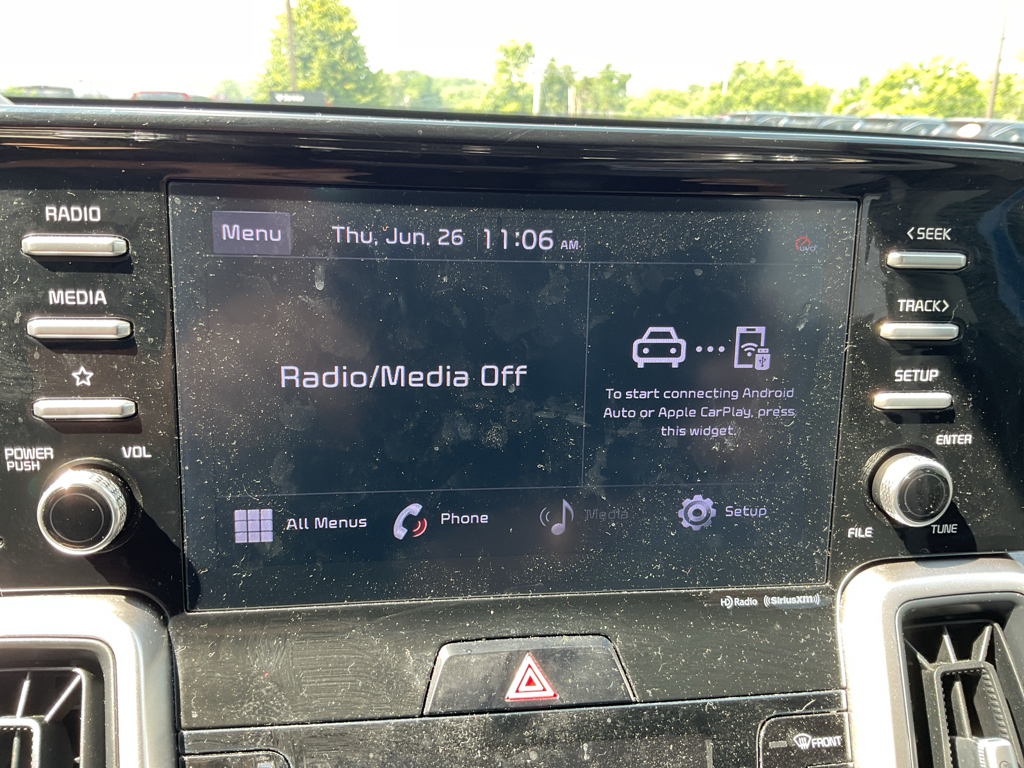 RADIO
MEDIA
POWER
PUSH
VOL
Menu
Thu, Jun. 26 11:06 AM
UVO
Radio/Media Off
To start connecting Android
Auto or Apple CarPlay, press
this widget.
All Menus
Phone
Media
Setup
HD Radio ((SiriusXM))
<SEEK
TRACK>
SETUP
ENTER
FILE
TUNE
FRONT